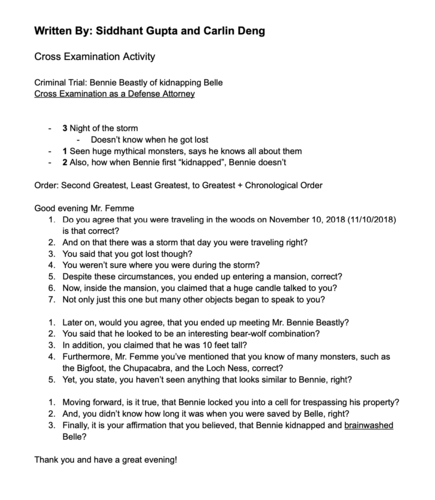 Written By: Siddhant Gupta and Carlin Deng
Cross Examination Activity
Criminal Trial: Bennie Beastly of kidnapping Belle
Cross Examination as a Defense Attorney
- 3 Night of the storm
- Doesn't know when he got lost
- 1 Seen huge mythical monsters, says he knows all about them
- 2 Also, how when Bennie first "kidnapped", Bennie doesn't
Order: Second Greatest, Least Greatest, to Greatest + Chronological Order
Good evening Mr. Femme
1. Do you agree that you were traveling in the woods on November 10, 2018 (11/10/2018)
is that correct?
2. And on that there was a storm that day you were traveling right?
3. You said that you got lost though?
4. You weren't sure where you were during the storm?
5. Despite these circumstances, you ended up entering a mansion, correct?
6. Now, inside the mansion, you claimed that a huge candle talked to you?
7. Not only just this one but many other objects began to speak to you?
1. Later on, would you agree, that you ended up meeting Mr. Bennie Beastly?
2. You said that he looked to be an interesting bear-wolf combination?
3. In addition, you claimed that he was 10 feet tall?
4. Furthermore, Mr. Femme you've mentioned that you know of many monsters, such as
the Bigfoot, the Chupacabra, and the Loch Ness, correct?
5. Yet, you state, you haven't seen anything that looks similar to Bennie, right?
1. Moving forward, is it true, that Bennie locked you into a cell for trespassing his property?
2. And, you didn't know how long it was when you were saved by Belle, right?
3. Finally, it is your affirmation that you believed, that Bennie kidnapped and brainwashed
Belle?
Thank you and have a great evening!